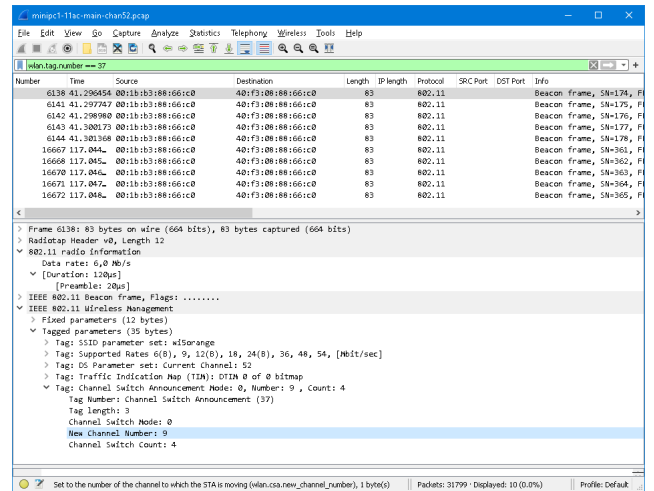 minipc1-11ac-main-chan52.pcap
File Edit View Go Capture Analyze Statistics Telephony Wireless Tools Help
wlan.tag.number == 37
Number Time Source Destination Length IP length Protocol SRC Port DST Port Info
6138 41.296454 00:1b:b3:88:66:c0 40:f3:08:88:66:c0 83 802.11 Beacon frame, SN=174, Fl
6141 41.297747 00:1b:b3:88:66:c0 40:f3:08:88:66:c0 83 802.11 Beacon frame, SN=175, Fl
6142 41.298980 00:1b:b3:88:66:c0 40:f3:08:88:66:c0 83 802.11 Beacon frame, SN=176, Fl
6143 41.300173 00:1b:b3:88:66:c0 40:f3:08:88:66:c0 83 802.11 Beacon frame, SN=177, Fl
6144 41.301368 00:1b:b3:88:66:c0 40:f3:08:88:66:c0 83 802.11 Beacon frame, SN=178, Fl
16667 117.044… 00:1b:b3:88:66:c0 40:f3:08:88:66:c0 83 802.11 Beacon frame, SN=361, Fl
16668 117.045… 00:1b:b3:88:66:c0 40:f3:08:88:66:c0 83 802.11 Beacon frame, SN=362, Fl
16670 117.046… 00:1b:b3:88:66:c0 40:f3:08:88:66:c0 83 802.11 Beacon frame, SN=363, Fl
16671 117.047… 00:1b:b3:88:66:c0 40:f3:08:88:66:c0 83 802.11 Beacon frame, SN=364, Fl
16672 117.048… 00:1b:b3:88:66:c0 40:f3:08:88:66:c0 83 802.11 Beacon frame, SN=365, Fl
Frame 6138: 83 bytes on wire (664 bits), 83 bytes captured (664 bits)
Radiotap Header v0, Length 12
802.11 radio information
Data rate: 6,0 Mb/s
[Duration: 120µs]
[Preamble: 20µs]
IEEE 802.11 Beacon frame, Flags: ........
IEEE 802.11 Wireless Management
Fixed parameters (12 bytes)
Tagged parameters (35 bytes)
Tag: SSID parameter set: wi5orange
Tag: Supported Rates 6(B), 9, 12(B), 18, 24(B), 36, 48, 54, [Mbit/sec]
Tag: DS Parameter set: Current Channel: 52
Tag: Traffic Indication Map (TIM): DTIM 0 of 0 bitmap
Tag: Channel Switch Announcement Mode: 0, Number: 9 , Count: 4
Tag Number: Channel Switch Announcement (37)
Tag length: 3
Channel Switch Mode: 0
New Channel Number: 9
Channel Switch Count: 4
Set to the number of the channel to which the STA is moving (wlan.csa.new_channel_number), 1 byte(s) Packets: 31799 · Displayed: 10 (0.0%) Profile: Default